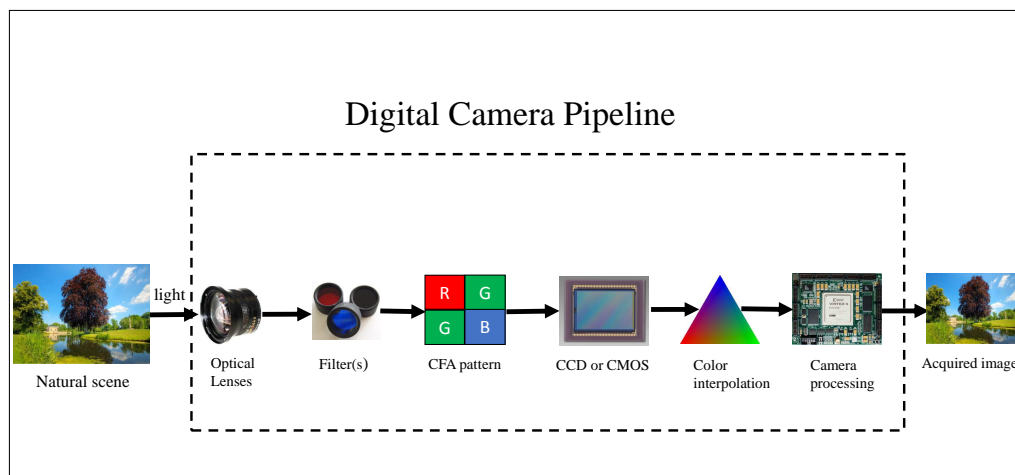 Digital Camera Pipeline
light
R G
G B
Natural scene
Optical
Lenses
Filter(s)
CFA pattern
CCD or CMOS
Color
interpolation
Camera
processing
Acquired image